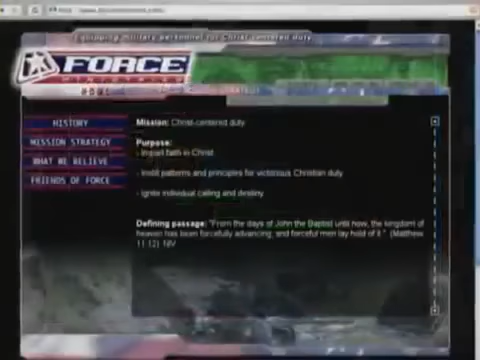 Equipping military personnel for Christ centered duty
FORCE
MINISTRIES
HOME
HISTORY
Mission: Christ-centered duty
MISSION STRATEGY
Purpose:
- Impart faith in Christ
WHAT WE BELIEVE
- Instill patterns and principles for victorious Christian duty
FRIENDS OF FORCE
- Ignite individual calling and destiny
Defining passage: "From the days of John the Baptist until now, the kingdom of
heaven has been forcefully advancing, and forceful men lay hold of it." (Matthew
11:12) NIV